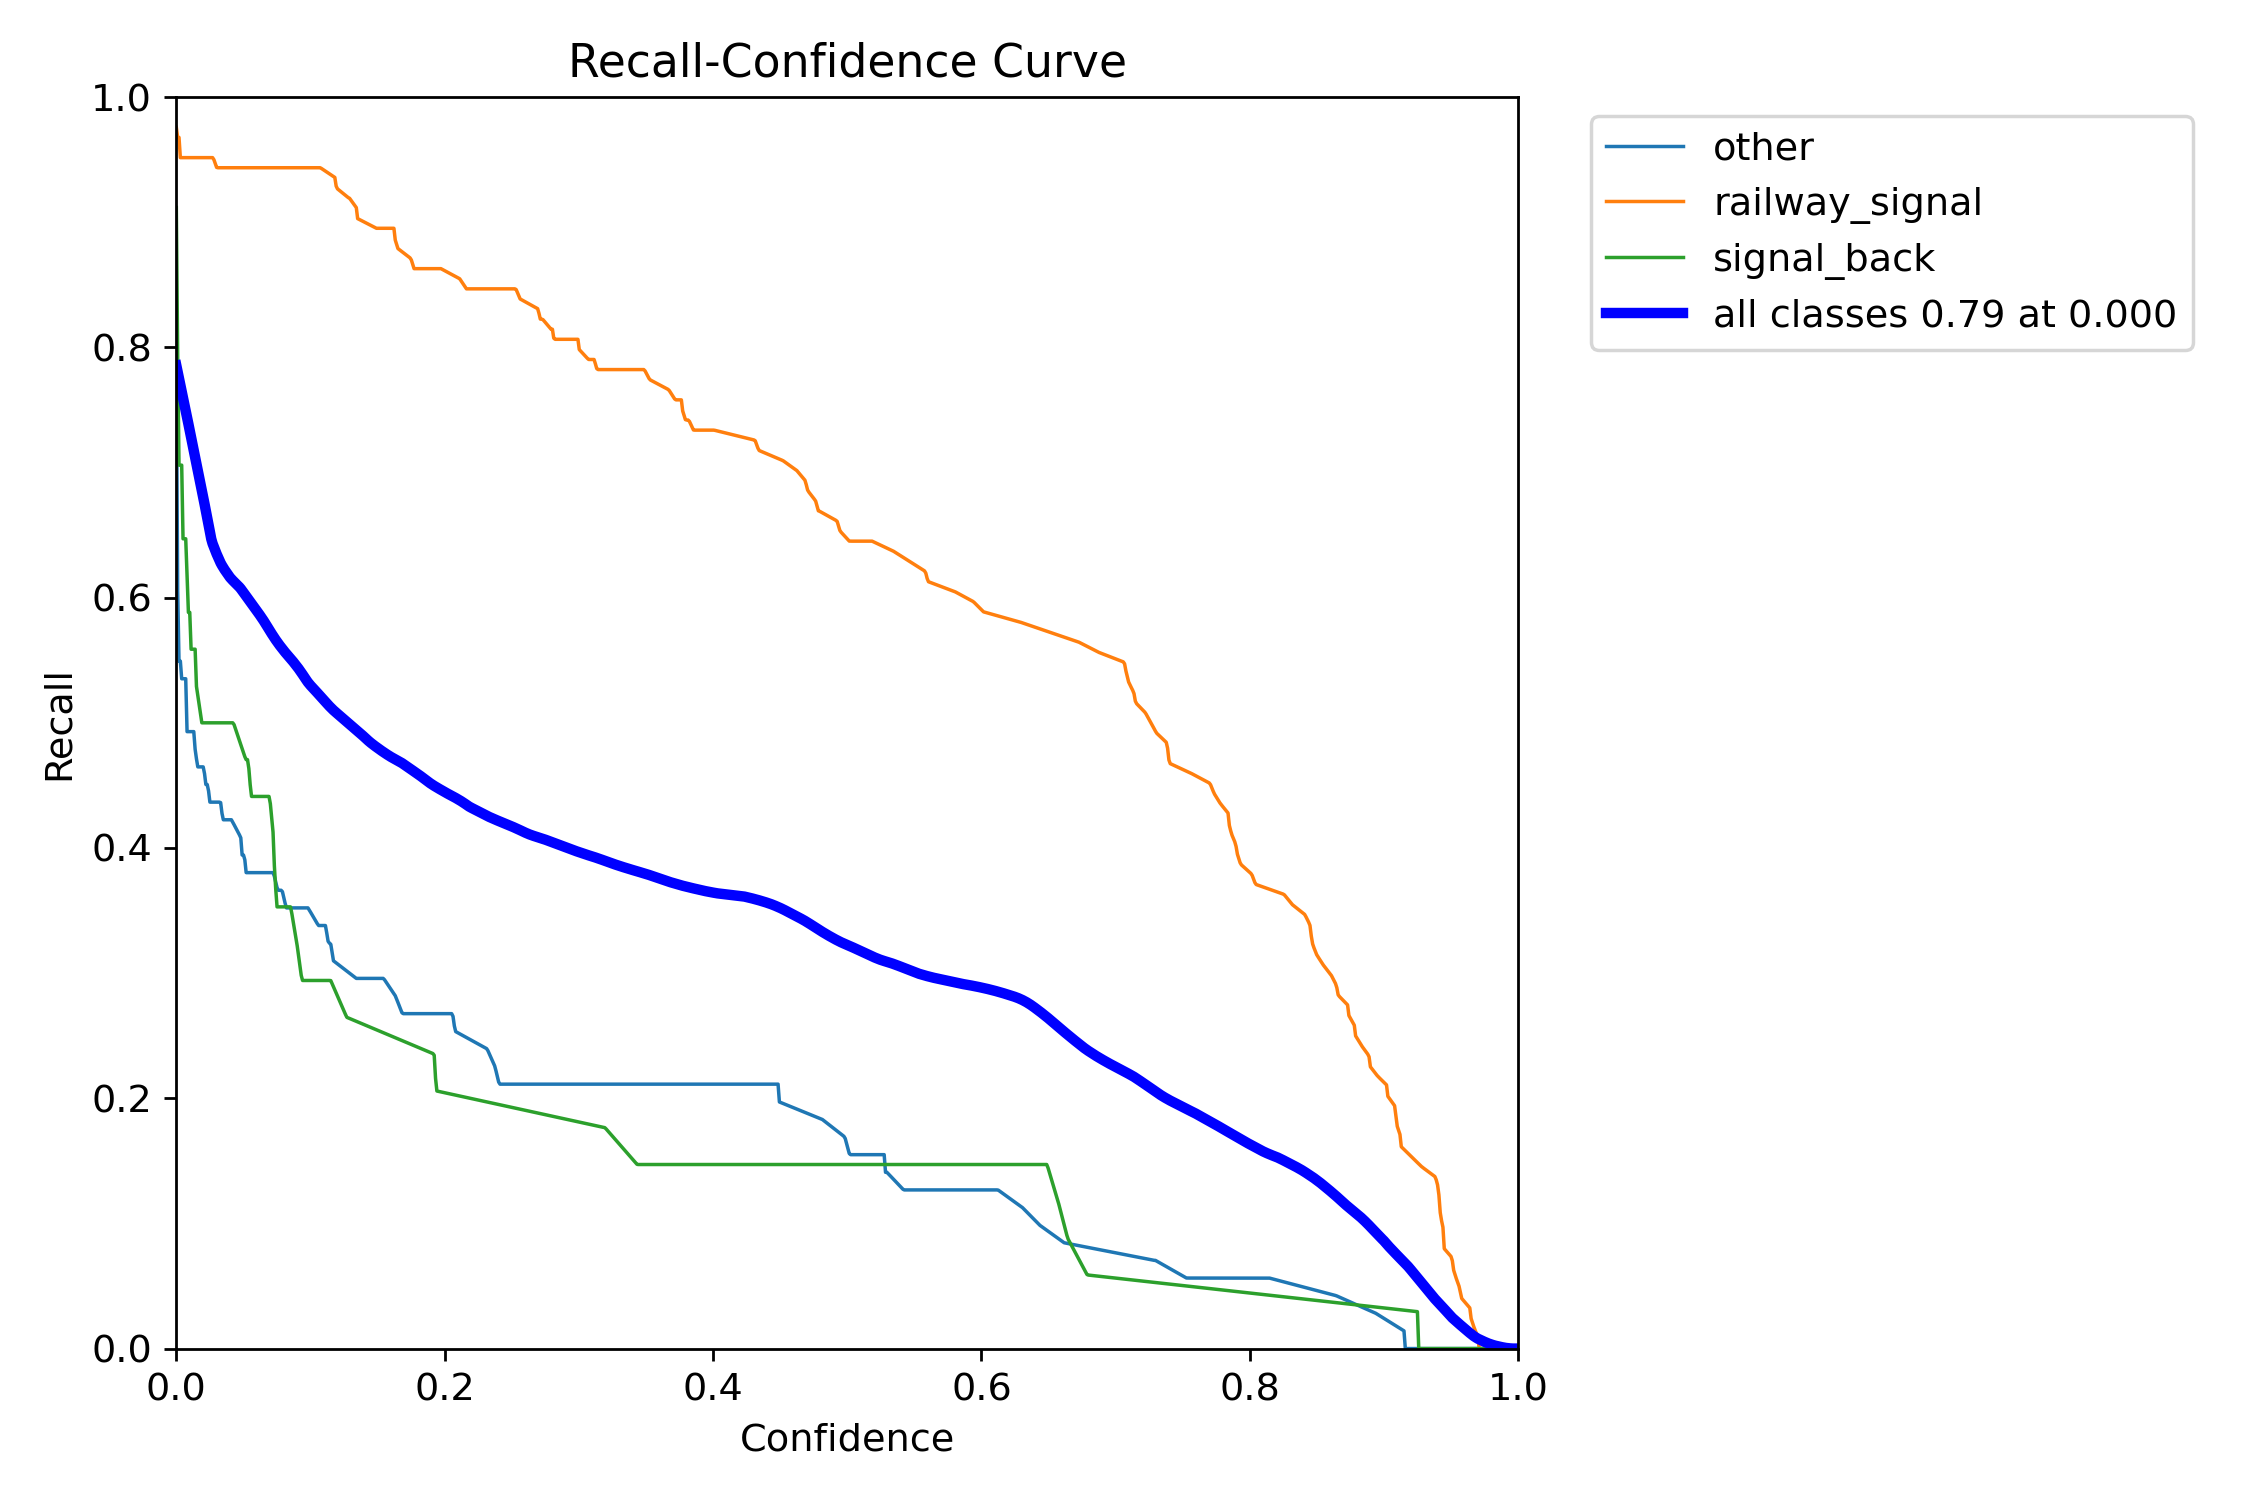 Recall-Confidence Curve
1.0
0.8
0.6
0.4
0.2
0.0
Recall
0.0 0.2 0.4 0.6 0.8 1.0
Confidence
other
railway_signal
signal_back
all classes 0.79 at 0.000